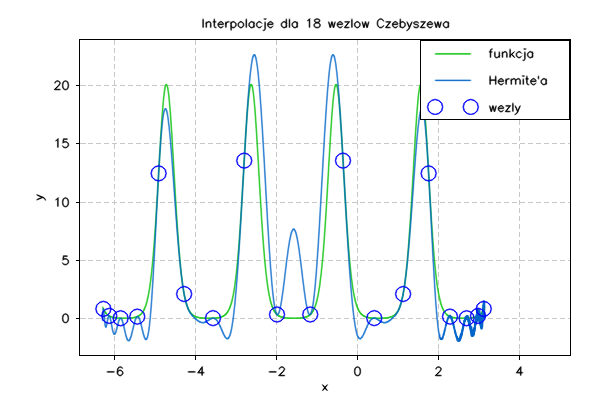 Interpolacje dla 18 wezlow Czebyszewa
funkcja
Hermite'a
wezly
20
15
10
5
0
y
−6 −4 −2 0 2 4
x